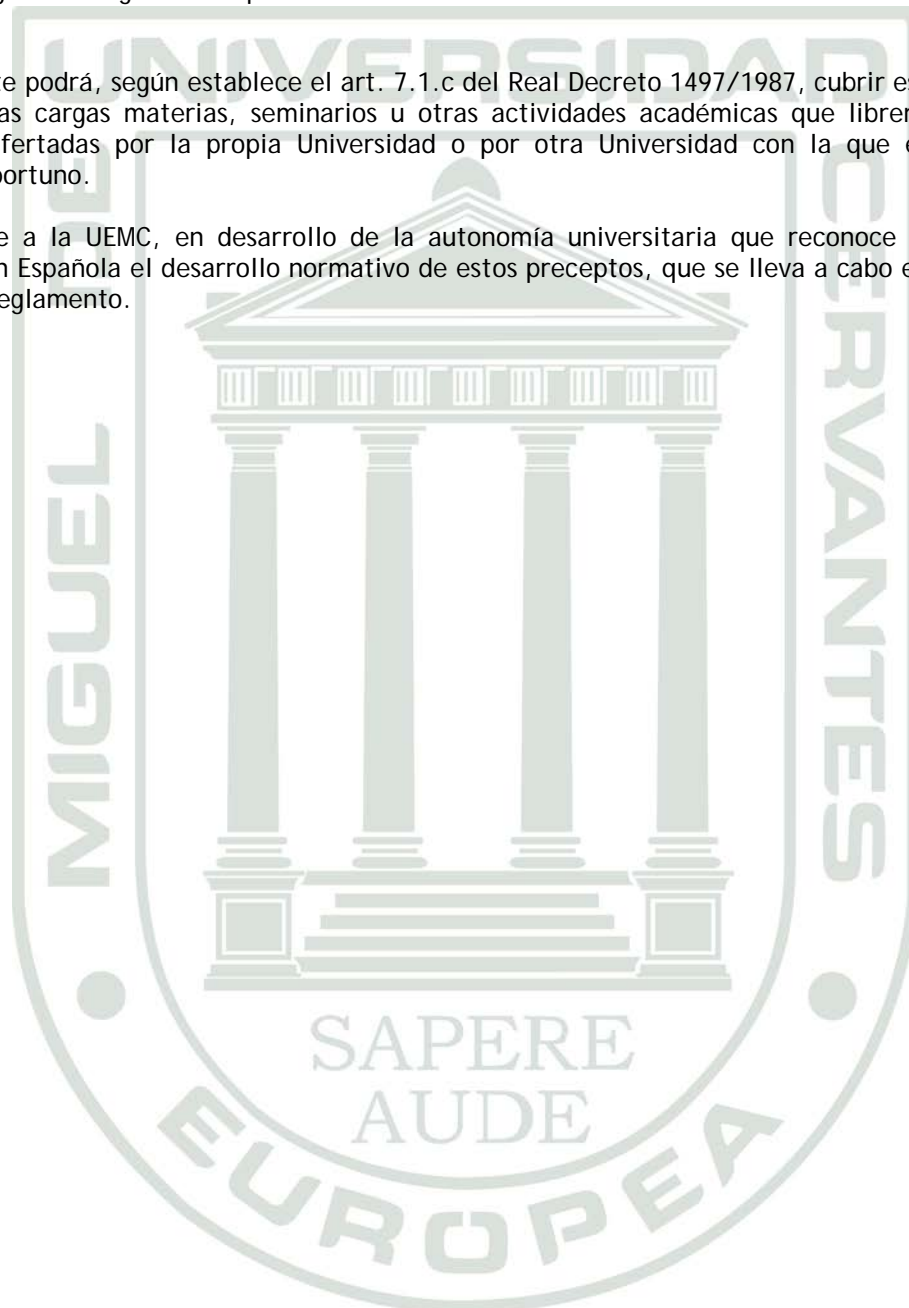 te podrá, según establece el art. 7.1.c del Real Decreto 1497/1987, cubrir es
as cargas materias, seminarios u otras actividades académicas que libren
fertadas por la propia Universidad o por otra Universidad con la que e
portuno.
e a la UEMC, en desarrollo de la autonomía universitaria que reconoce
n Española el desarrollo normativo de estos preceptos, que se lleva a cabo e
eglamento.
UNIVERSIDAD
DE
MIGUEL
CERVANTES
SAPERE
AUDE
EUROPEA